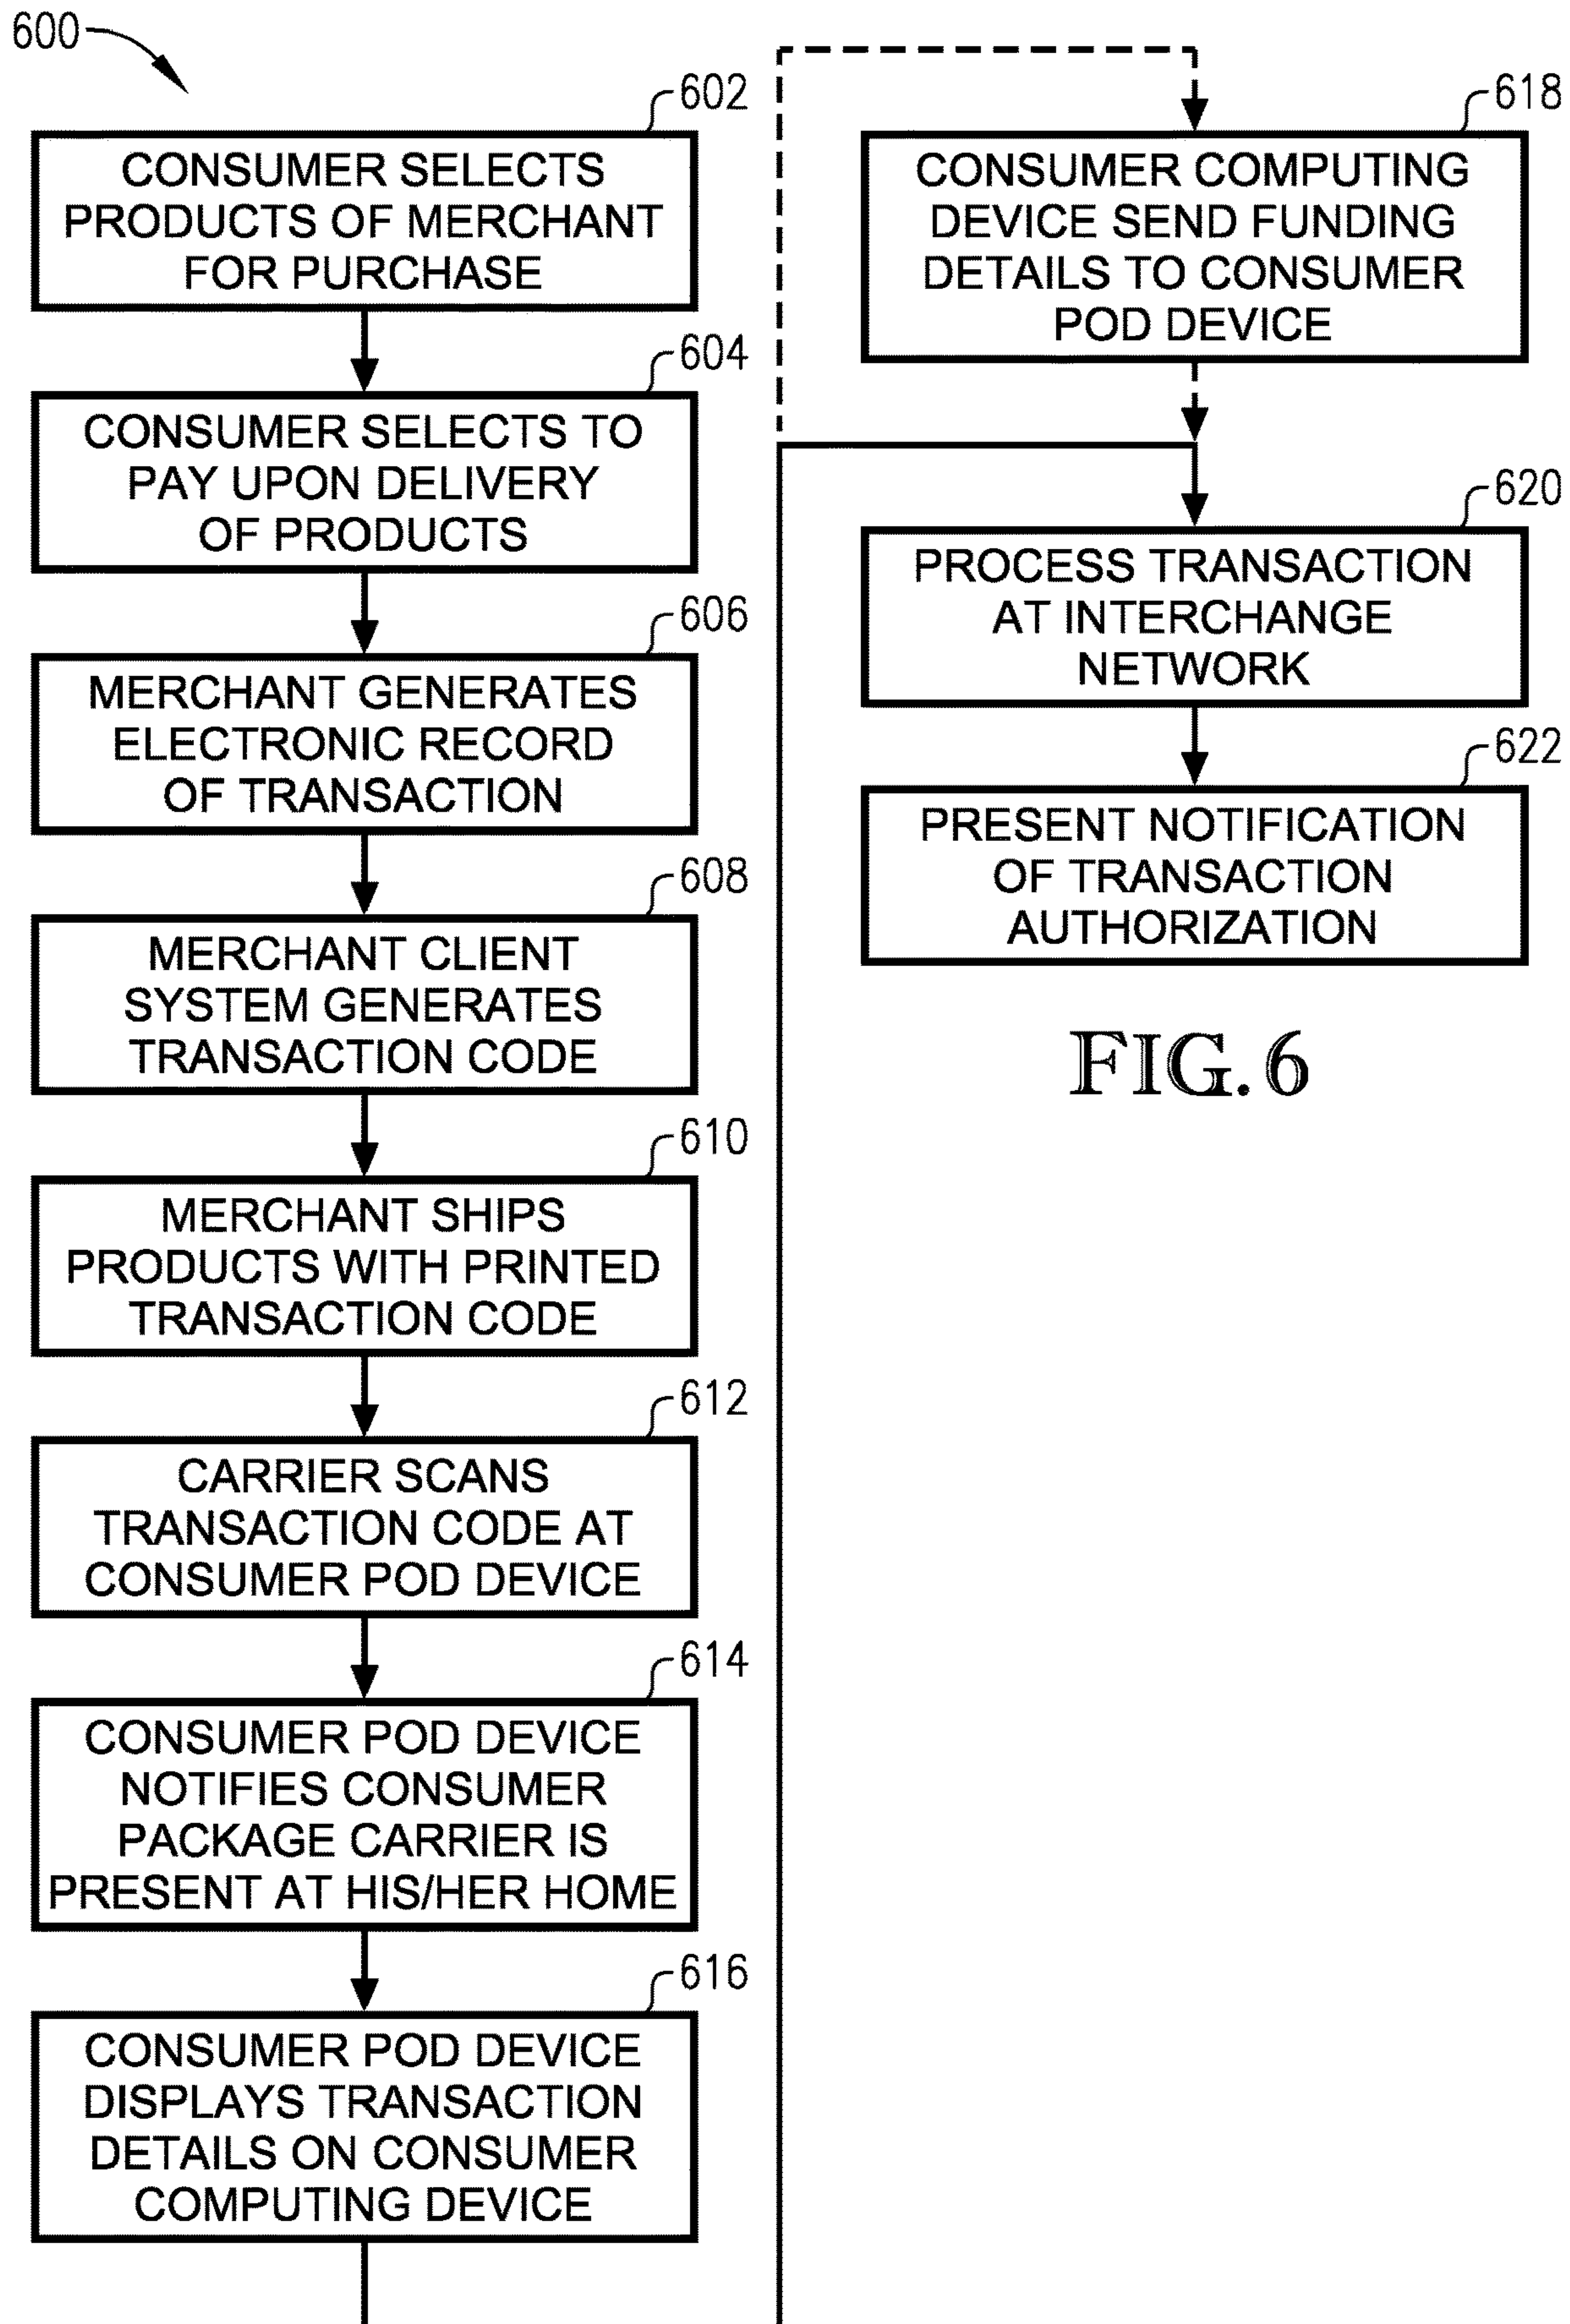 600
602
CONSUMER SELECTS
PRODUCTS OF MERCHANT
FOR PURCHASE
604
CONSUMER SELECTS TO
PAY UPON DELIVERY
OF PRODUCTS
606
MERCHANT GENERATES
ELECTRONIC RECORD
OF TRANSACTION
608
MERCHANT CLIENT
SYSTEM GENERATES
TRANSACTION CODE
610
MERCHANT SHIPS
PRODUCTS WITH PRINTED
TRANSACTION CODE
612
CARRIER SCANS
TRANSACTION CODE AT
CONSUMER POD DEVICE
614
CONSUMER POD DEVICE
NOTIFIES CONSUMER
PACKAGE CARRIER IS
PRESENT AT HIS/HER HOME
616
CONSUMER POD DEVICE
DISPLAYS TRANSACTION
DETAILS ON CONSUMER
COMPUTING DEVICE
618
CONSUMER COMPUTING
DEVICE SEND FUNDING
DETAILS TO CONSUMER
POD DEVICE
620
PROCESS TRANSACTION
AT INTERCHANGE
NETWORK
622
PRESENT NOTIFICATION
OF TRANSACTION
AUTHORIZATION
FIG. 6